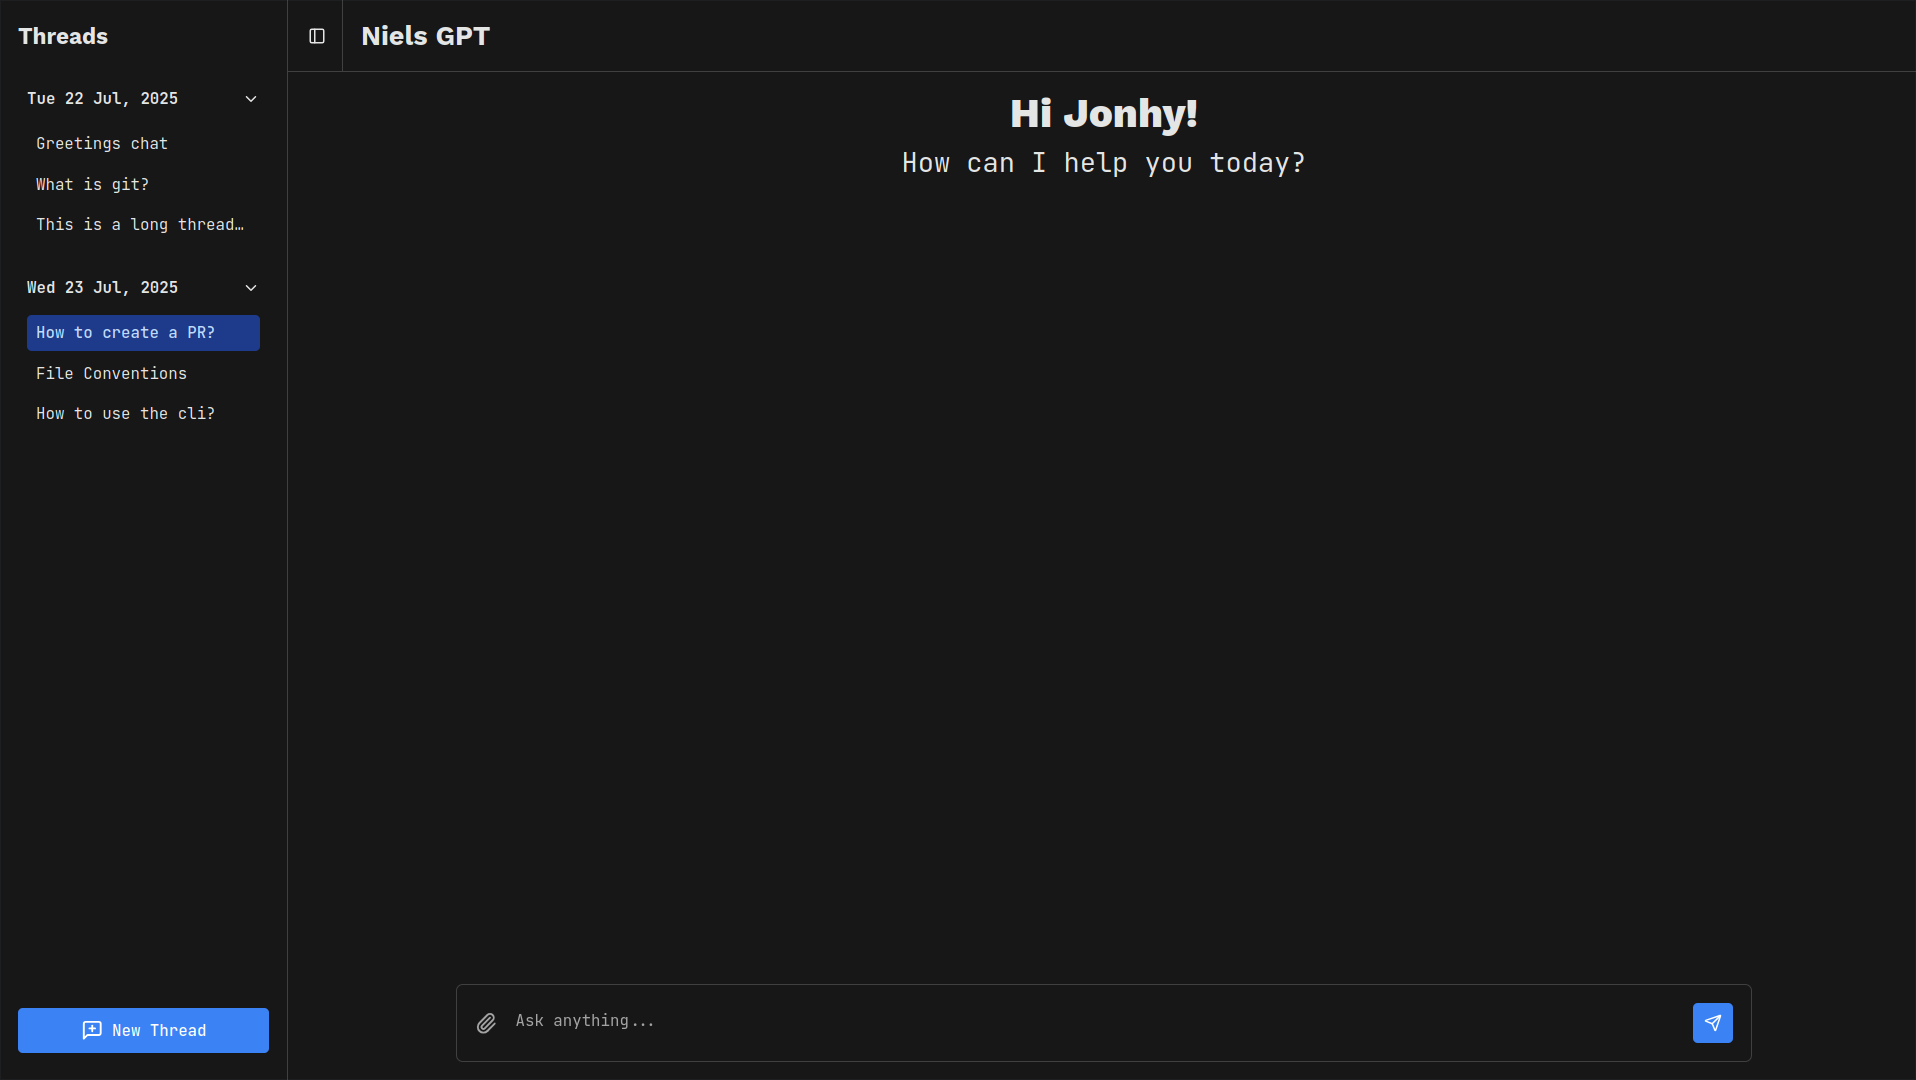 Threads
Niels GPT
Tue 22 Jul, 2025
Greetings chat
What is git?
This is a long thread…
Wed 23 Jul, 2025
How to create a PR?
File Conventions
How to use the cli?
New Thread
Hi Jonhy!
How can I help you today?
Ask anything...